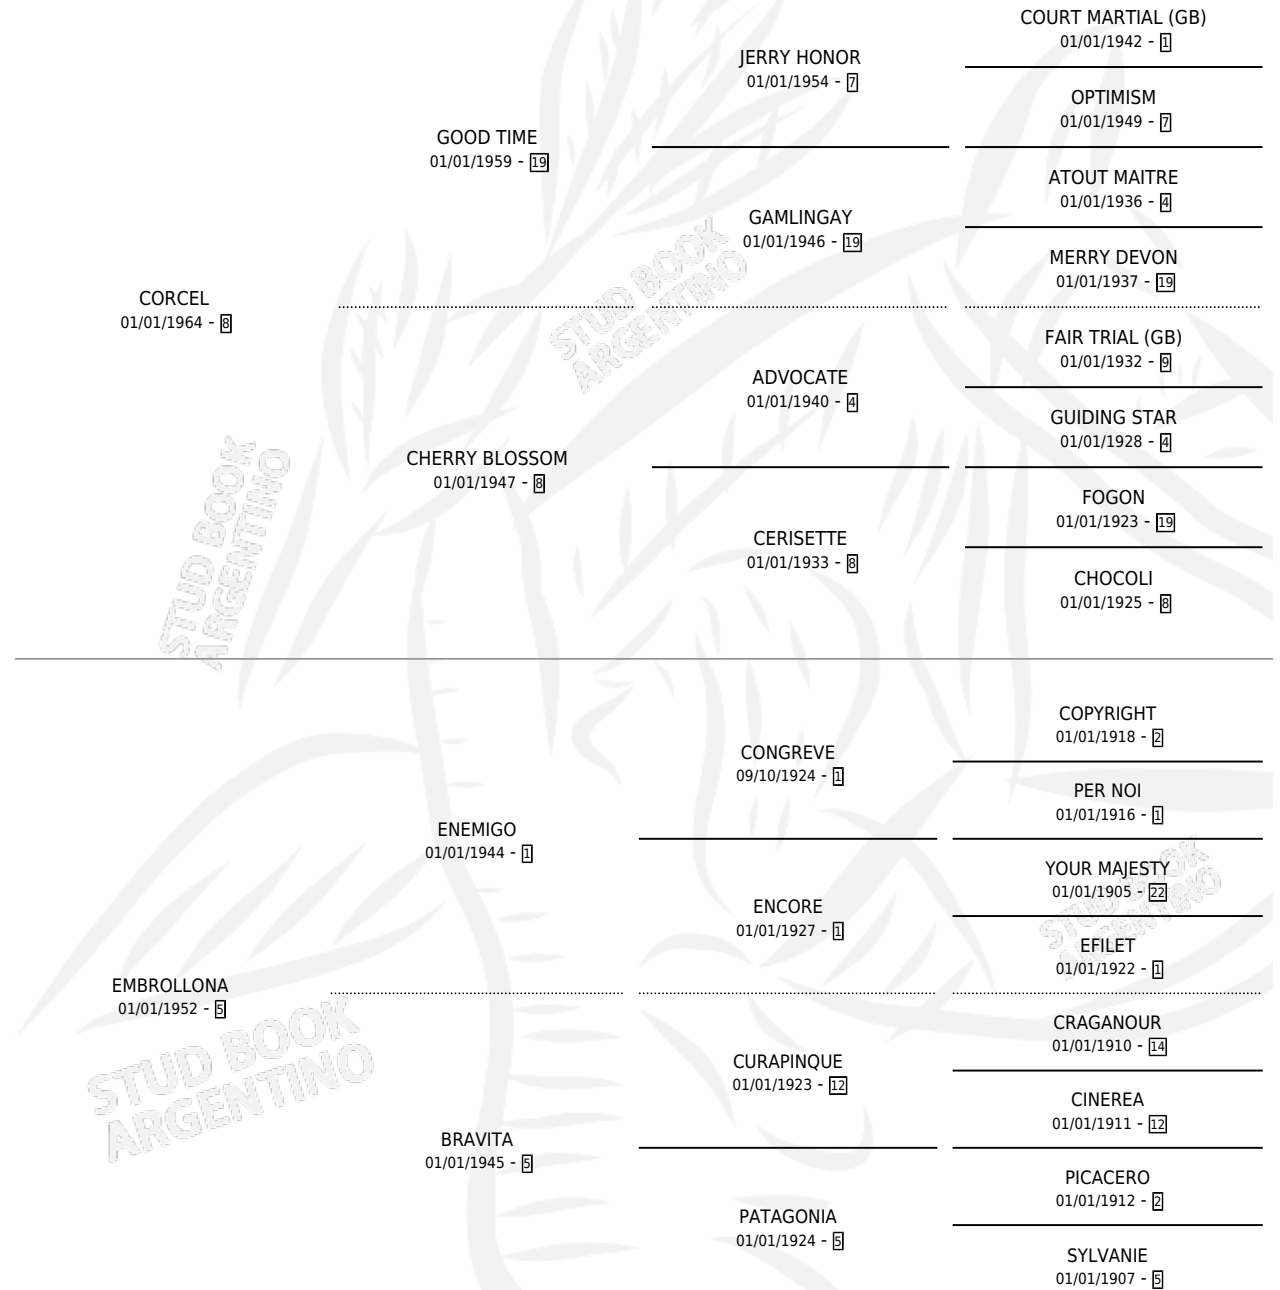 COURT MARTIAL (GB)
01/01/1942 - 1
JERRY HONOR
01/01/1954 - 7
OPTIMISM
01/01/1949 - 7
GOOD TIME
01/01/1959 - 19
ATOUT MAITRE
01/01/1936 - 4
GAMLINGAY
01/01/1946 - 19
MERRY DEVON
01/01/1937 - 19
CORCEL
01/01/1964 - 8
FAIR TRIAL (GB)
01/01/1932 - 9
ADVOCATE
01/01/1940 - 4
GUIDING STAR
01/01/1928 - 4
CHERRY BLOSSOM
01/01/1947 - 8
FOGON
01/01/1923 - 19
CERISETTE
01/01/1933 - 8
CHOCOLI
01/01/1925 - 8
COPYRIGHT
01/01/1918 - 2
CONGREVE
09/10/1924 - 1
PER NOI
01/01/1916 - 1
ENEMIGO
01/01/1944 - 1
YOUR MAJESTY
01/01/1905 - 22
ENCORE
01/01/1927 - 1
EFILET
01/01/1922 - 1
EMBROLLONA
01/01/1952 - 5
CRAGANOUR
01/01/1910 - 14
CURAPINQUE
01/01/1923 - 12
CINEREA
01/01/1911 - 12
BRAVITA
01/01/1945 - 5
PICACERO
01/01/1912 - 2
PATAGONIA
01/01/1924 - 5
SYLVANIE
01/01/1907 - 5
STUD BOOK
ARGENTINO
STUD BOOK
ARGENTINO
STUD BOOK
ARGENTINO
STUD BOOK
ARGENTINO